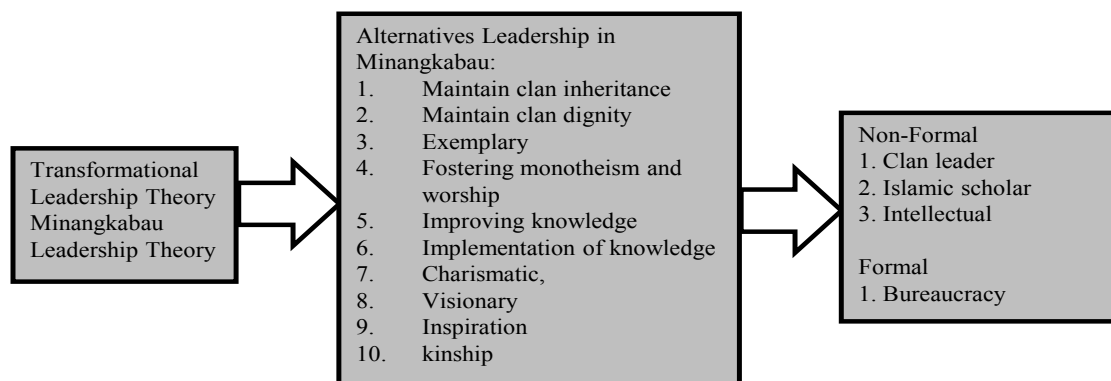 Transformational
Leadership Theory
Minangkabau
Leadership Theory
Alternatives Leadership in
Minangkabau:
1. Maintain clan inheritance
2. Maintain clan dignity
3. Exemplary
4. Fostering monotheism and
worship
5. Improving knowledge
6. Implementation of knowledge
7. Charismatic,
8. Visionary
9. Inspiration
10. kinship
Non-Formal
1. Clan leader
2. Islamic scholar
3. Intellectual
Formal
1. Bureaucracy